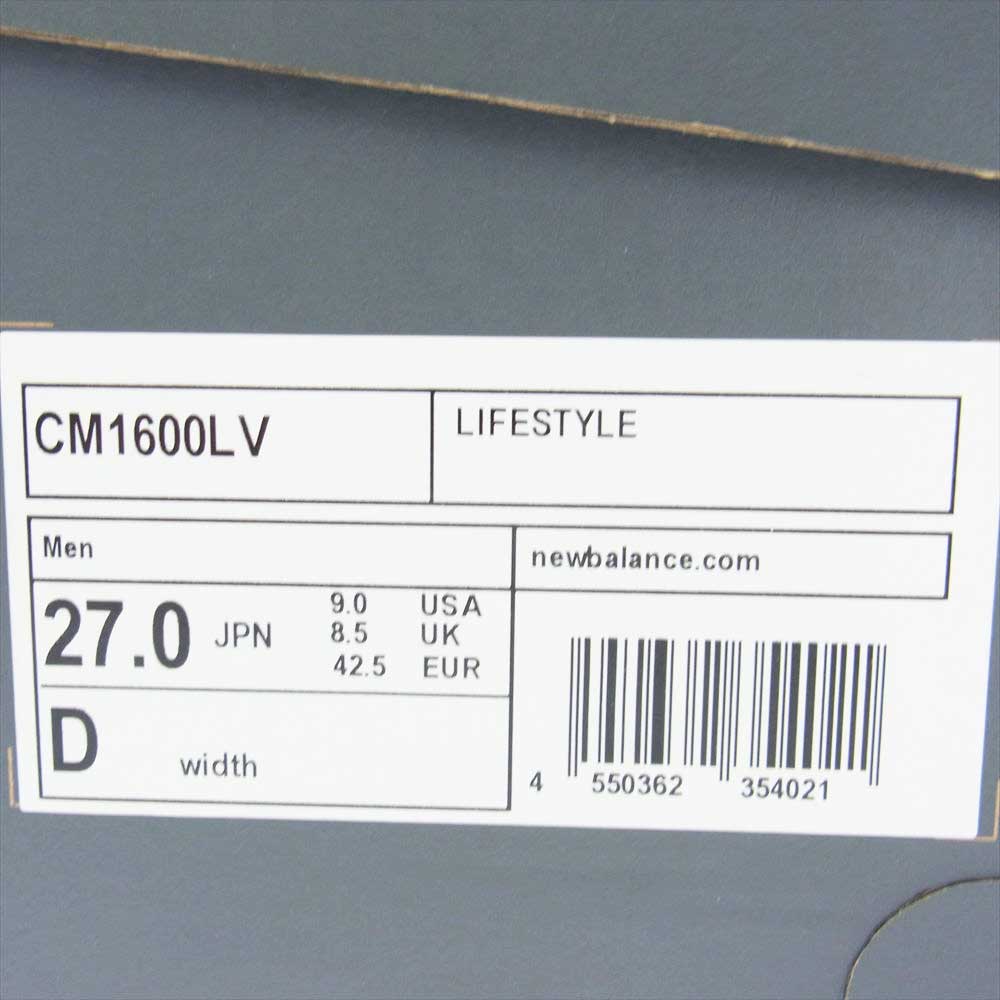 CM1600LV
LIFESTYLE
Men
newbalance.com
27.0 JPN
9.0 USA
8.5 UK
42.5 EUR
D width
4 550362 354021